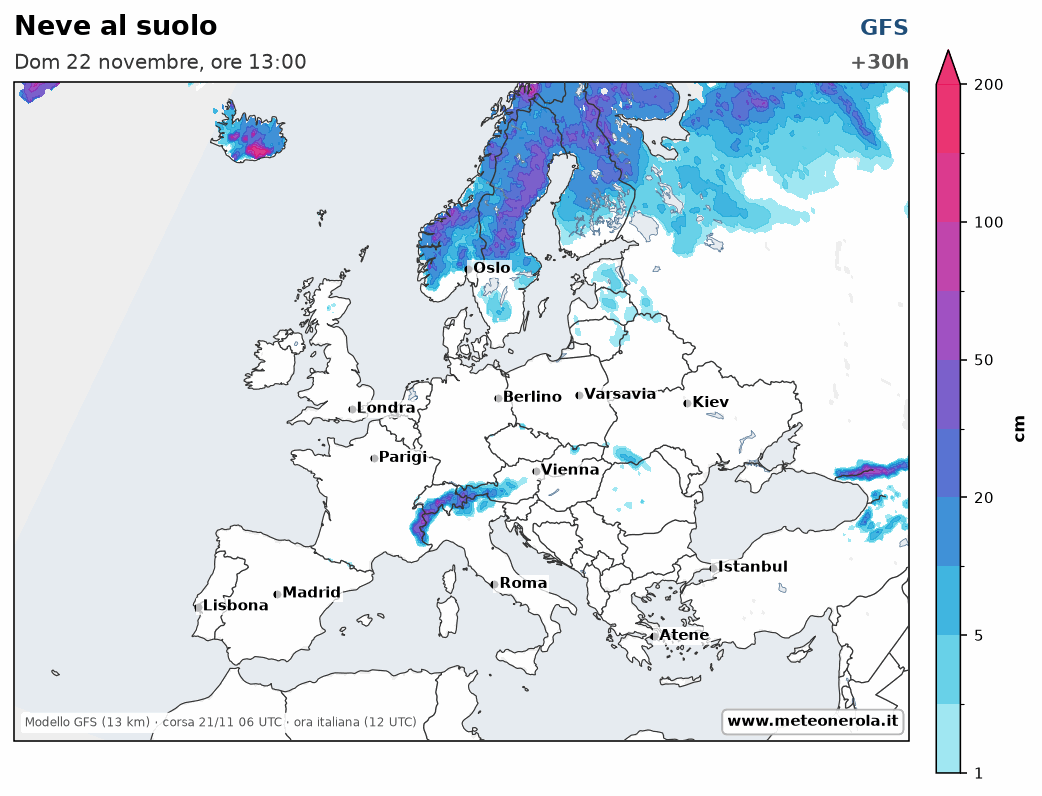 Neve al suolo
GFS
Dom 22 novembre, ore 13:00
+30h
200
100
50
20
5
1
cm
Oslo
Berlino
Varsavia
Kiev
Londra
Parigi
Vienna
Istanbul
Roma
Madrid
Lisbona
Atene
Modello GFS (13 km) · corsa 21/11 06 UTC · ora italiana (12 UTC)
www.meteonerola.it